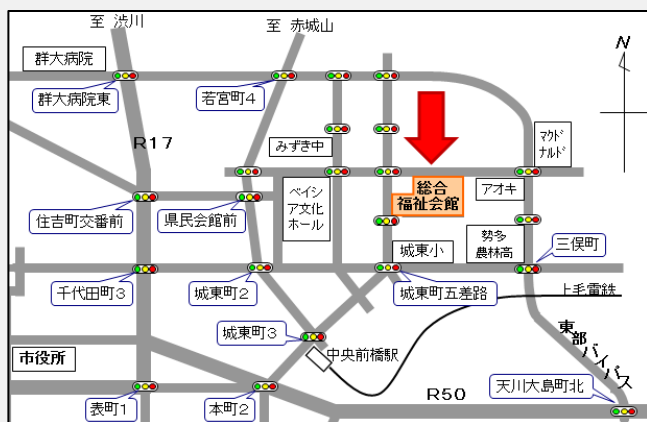 至 渋川
至 赤城山
N
群大病院
群大病院東
若宮町4
R17
みずき中
マクド
ナルド
総合
福祉会館
アオキ
ベイシ
ア文化
ホール
住吉町交番前
県民会館前
城東小
勢多
農林高
三俣町
千代田町3
城東町2
城東町五差路
上毛電鉄
城東町3
中央前橋駅
東部バイパス
市役所
天川大島町北
R50
表町1
本町2